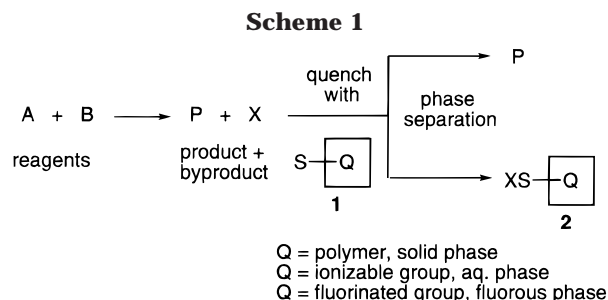 Scheme 1
P
quench
with
phase
separation
A + B P + X
reagents
product +
byproduct
S Q
1
XS Q
2
Q = polymer, solid phase
Q = ionizable group, aq. phase
Q = fluorinated group, fluorous phase